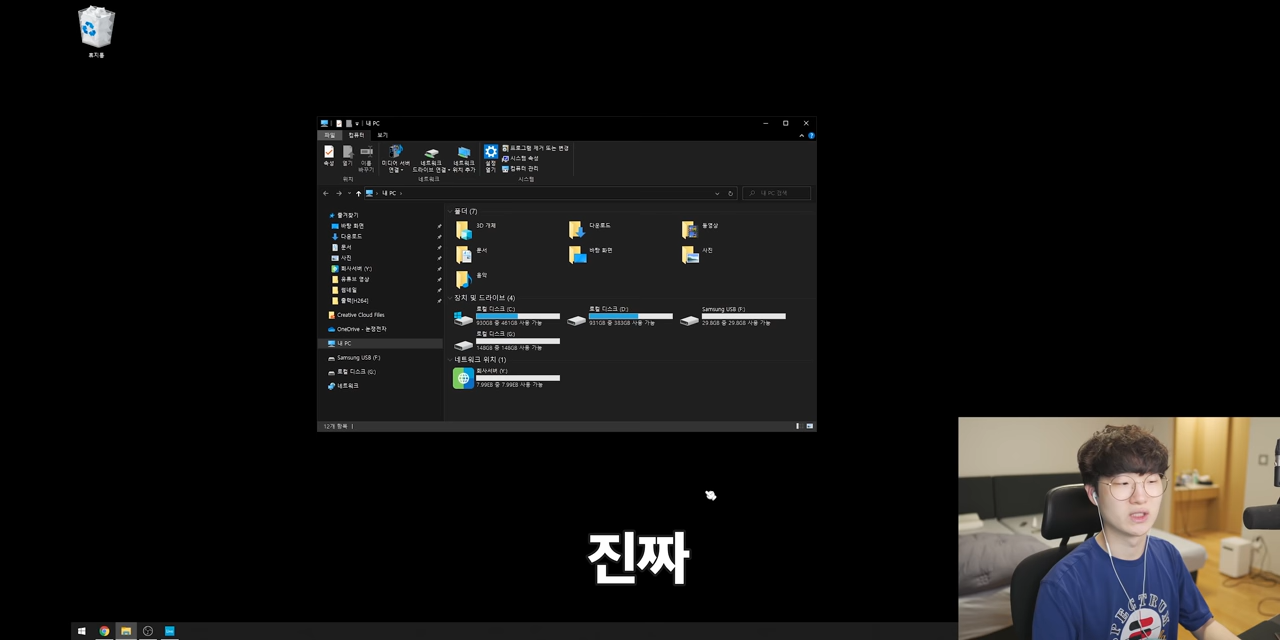 휴지통
내 PC
파일 컴퓨터 보기
속성 열기 이름 바꾸기
미디어 서버 연결 네트워크 드라이브 연결 네트워크 위치 추가
설정 열기
프로그램 제거 또는 변경
시스템 속성
컴퓨터 관리
위치 네트워크 시스템
내 PC
내 PC 검색
즐겨찾기
바탕 화면
다운로드
문서
사진
회사서버 (Y:)
유튜브 영상
썸네일
출력[H264]
Creative Cloud Files
OneDrive - 눈쟁전자
내 PC
Samsung USB (F:)
로컬 디스크 (G:)
네트워크
폴더 (7)
3D 개체 다운로드 동영상
문서 바탕 화면 사진
음악
장치 및 드라이브 (4)
로컬 디스크 (C:)
930GB 중 461GB 사용 가능
로컬 디스크 (D:)
931GB 중 383GB 사용 가능
Samsung USB (F:)
29.8GB 중 29.8GB 사용 가능
로컬 디스크 (G:)
148GB 중 148GB 사용 가능
네트워크 위치 (1)
회사서버 (Y:)
7.99EB 중 7.99EB 사용 가능
12개 항목
진짜
SPECTRUM